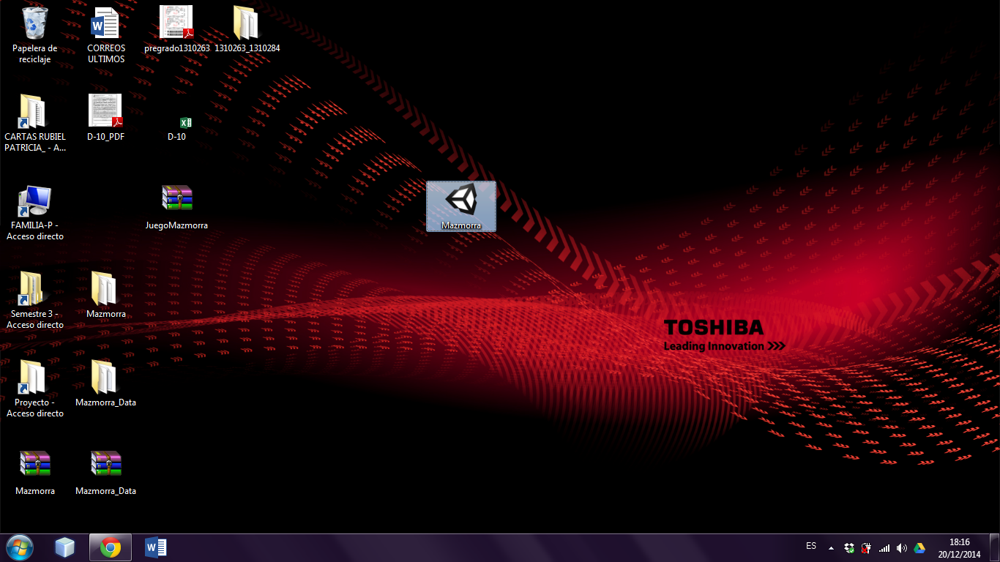 Papelera de
reciclaje
CORREOS
ULTIMOS
pregrado1310263
1310263_1310284
CARTAS RUBIEL
PATRICIA_ - A...
D-10_PDF
D-10
FAMILIA-P -
Acceso directo
JuegoMazmorra
Mazmorra
Semestre 3 -
Acceso directo
Mazmorra
TOSHIBA
Leading Innovation >>>
Proyecto -
Acceso directo
Mazmorra_Data
Mazmorra
Mazmorra_Data
ES
18:16
20/12/2014